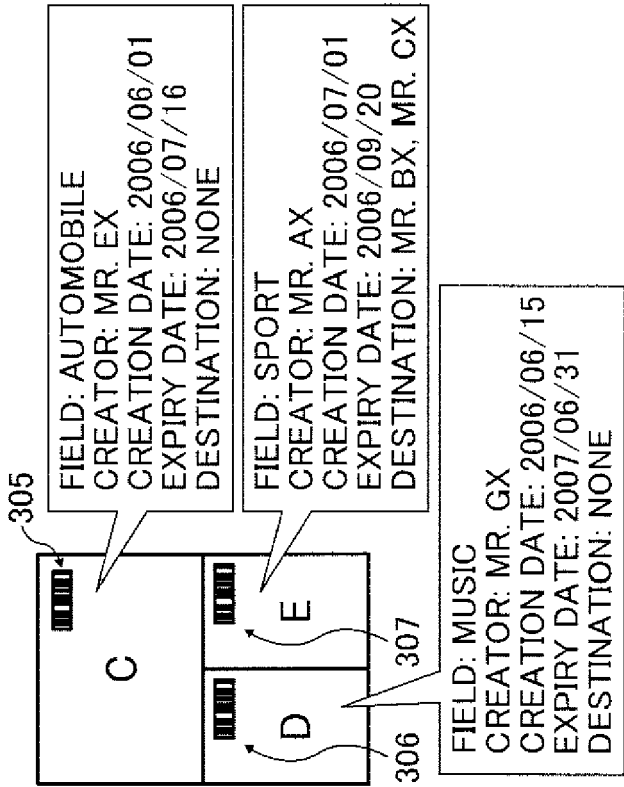 305
C
306
D
307
E
FIELD: AUTOMOBILE
CREATOR: MR. EX
CREATION DATE: 2006/06/01
EXPIRY DATE: 2006/07/16
DESTINATION: NONE
FIELD: SPORT
CREATOR: MR. AX
CREATION DATE: 2006/07/01
EXPIRY DATE: 2006/09/20
DESTINATION: MR. BX, MR. CX
FIELD: MUSIC
CREATOR: MR. GX
CREATION DATE: 2006/06/15
EXPIRY DATE: 2007/06/31
DESTINATION: NONE